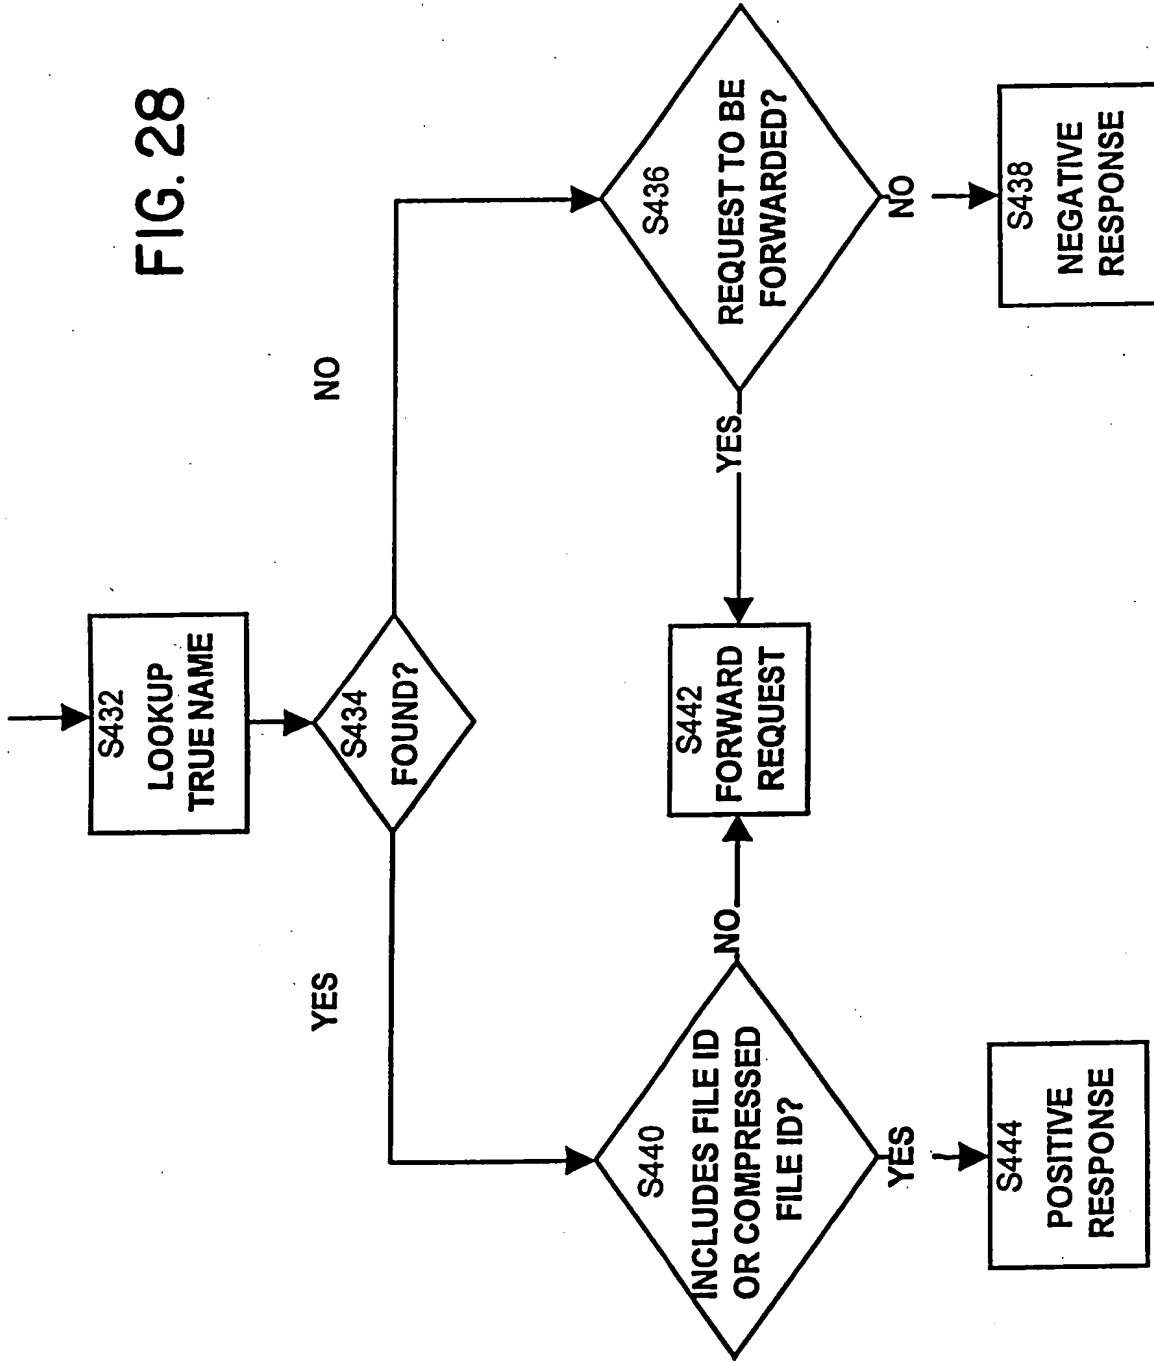 FIG. 28
S432
LOOKUP
TRUE NAME
S434
FOUND?
YES
NO
S440
INCLUDES FILE ID
OR COMPRESSED
FILE ID?
NO
YES
S442
FORWARD
REQUEST
S436
REQUEST TO BE
FORWARDED?
YES
NO
S444
POSITIVE
RESPONSE
S438
NEGATIVE
RESPONSE